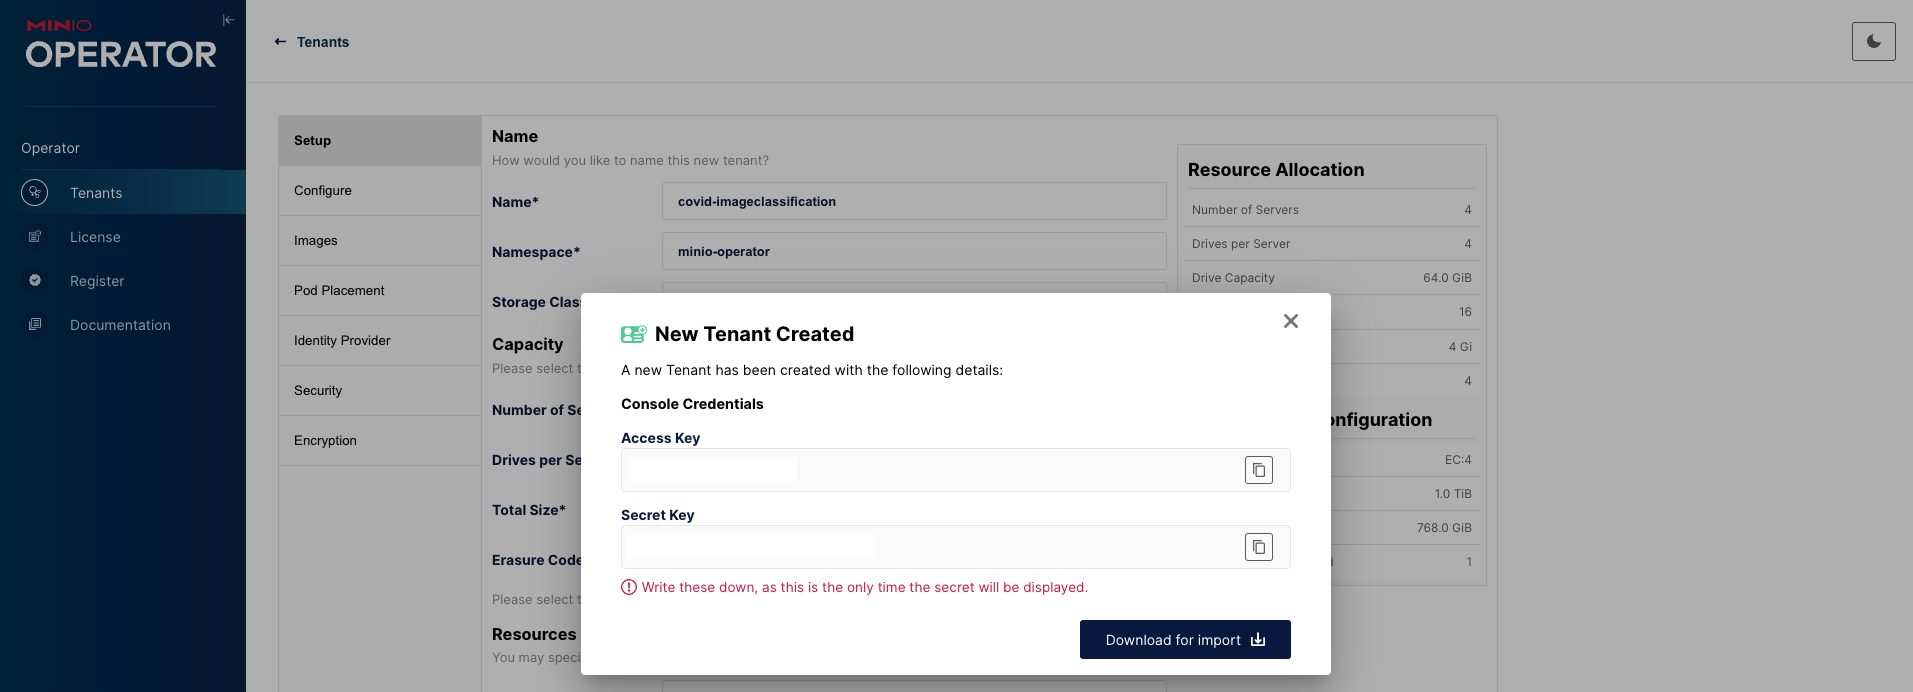 MINIO
OPERATOR
Operator
Tenants
License
Register
Documentation
Tenants
Setup
Configure
Images
Pod Placement
Identity Provider
Security
Encryption
Name
How would you like to name this new tenant?
Name* covid-imageclassification
Namespace* minio-operator
Storage Clas
Capacity
Please select t
Number of Se
Drives per Se
Total Size*
Erasure Code
Please select t
Resources
You may speci
Resource Allocation
Number of Servers 4
Drives per Server 4
Drive Capacity 64.0 GiB
16
4 Gi
4
onfiguration
EC:4
1.0 TiB
768.0 GiB
1
New Tenant Created
A new Tenant has been created with the following details:
Console Credentials
Access Key
Secret Key
Write these down, as this is the only time the secret will be displayed.
Download for import